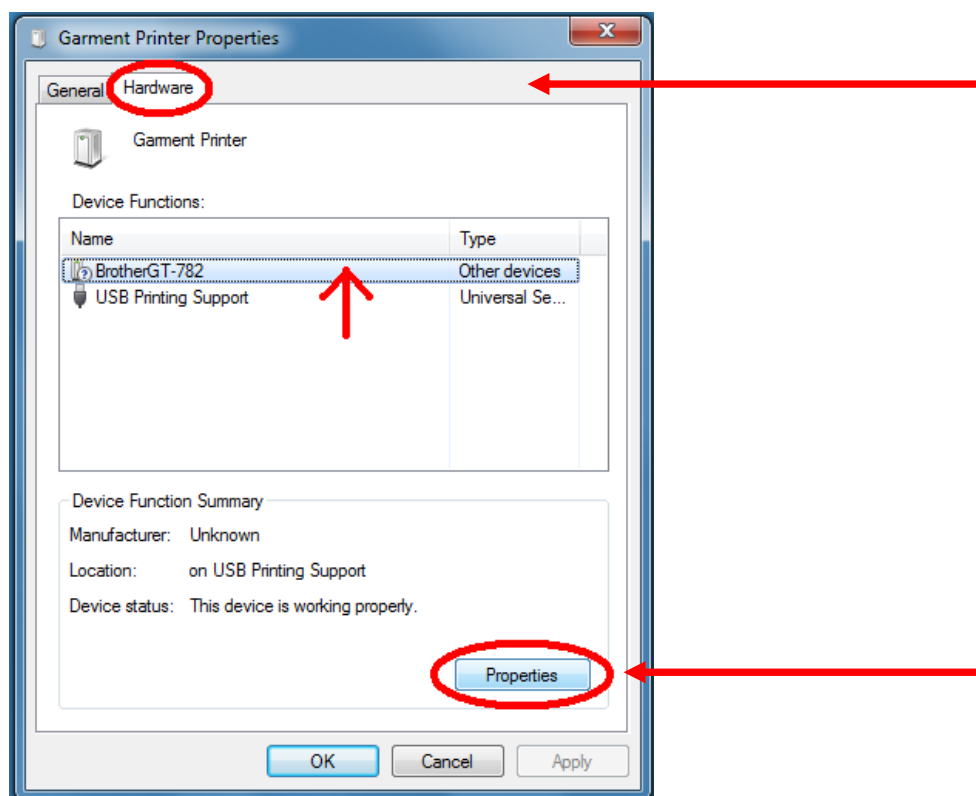 Garment Printer Properties
General Hardware
Garment Printer
Device Functions:
Name Type
BrotherGT-782 Other devices
USB Printing Support Universal Se...
Device Function Summary
Manufacturer: Unknown
Location: on USB Printing Support
Device status: This device is working properly.
Properties
OK Cancel Apply